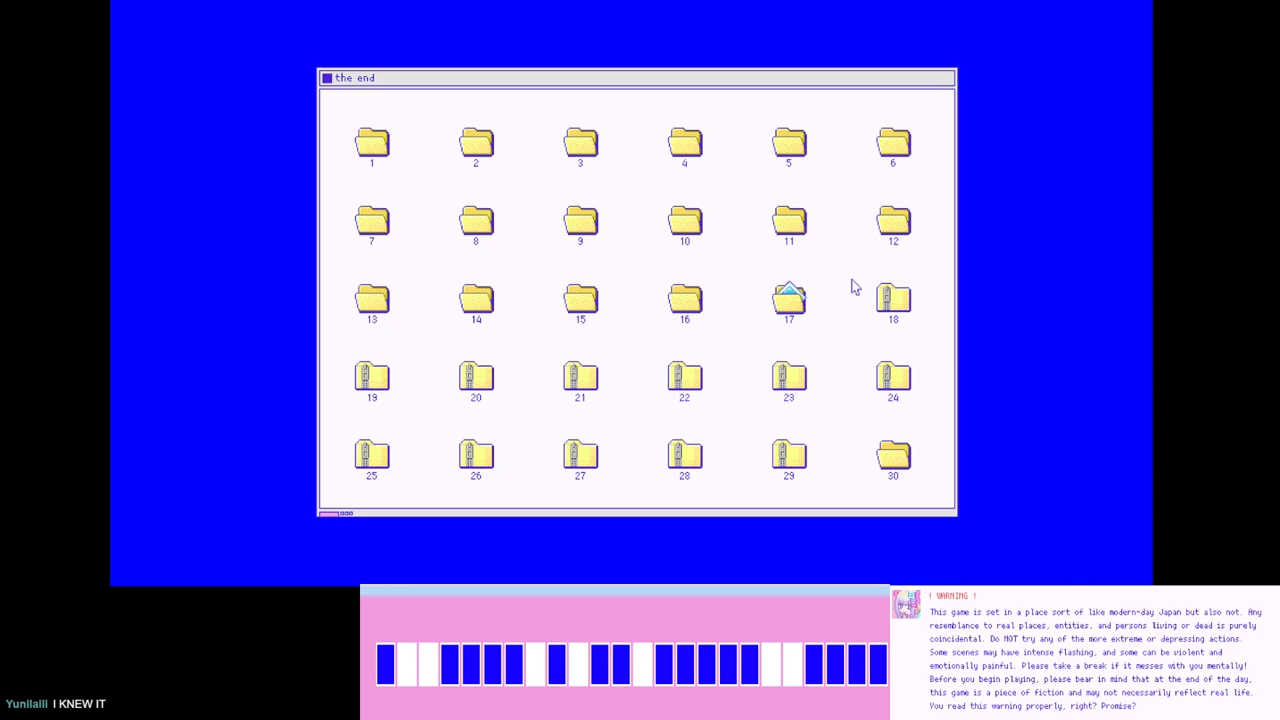 the end
1 2 3 4 5 6
7 8 9 10 11 12
13 14 15 16 17 18
19 20 21 22 23 24
25 26 27 28 29 30
! WARNING !
This game is set in a place sort of like modern-day Japan but also not. Any
resemblance to real places, entities, and persons living or dead is purely
coincidental. Do NOT try any of the more extreme or depressing actions.
Some scenes may have intense flashing, and some can be violent and
emotionally painful. Please take a break if it messes with you mentally!
Before you begin playing, please bear in mind that at the end of the day,
this game is a piece of fiction and may not necessarily reflect real life.
You read this warning properly, right? Promise?
Yunilalli I KNEW IT